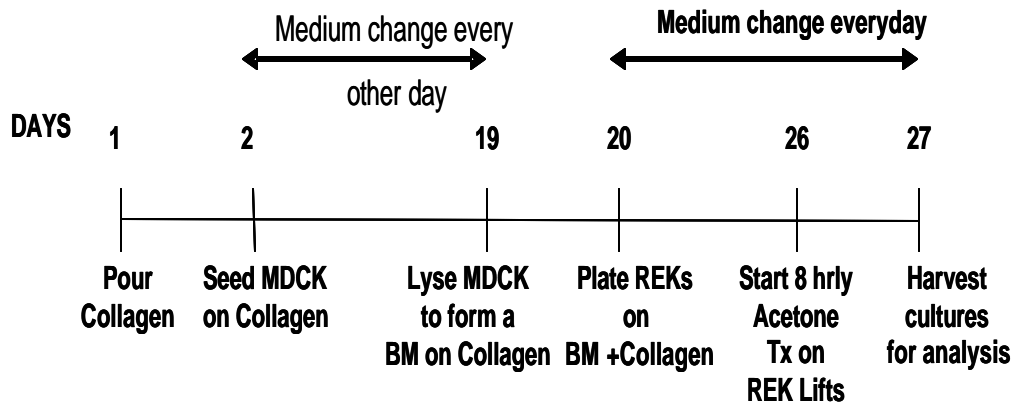 Medium change every
other day
Medium change everyday
DAYS 1 2 19 20 26 27
Pour
Collagen
Seed MDCK
on Collagen
Lyse MDCK
to form a
BM on Collagen
Plate REKs
on
BM +Collagen
Start 8 hrly
Acetone
Tx on
REK Lifts
Harvest
cultures
for analysis